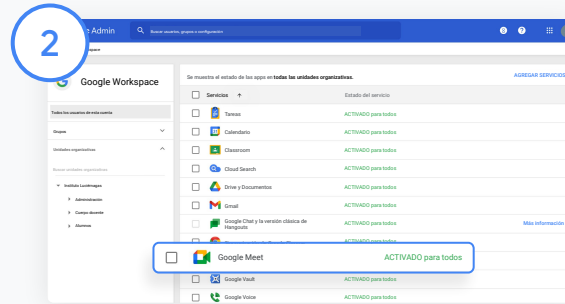 2
Admin
Buscar usuarios, grupos o configuración
Google Workspace
Se muestra el estado de las apps en todas las unidades organizativas.
AGREGAR SERVICIOS
Todos los usuarios de esta cuenta
Grupos
Unidades organizativas
Buscar unidades organizativas
Administración
Cuerpo docente
Alumnos
Servicios ↑ Estado del servicio
Tareas ACTIVADO para todos
Calendario ACTIVADO para todos
Classroom ACTIVADO para todos
Cloud Search ACTIVADO para todos
Drive y Documentos ACTIVADO para todos
Gmail ACTIVADO para todos
Google Chat y la versión clásica de
Hangouts
ACTIVADO para todos
Más información
Google Meet ACTIVADO para todos
Google Vault ACTIVADO para todos
Google Voice ACTIVADO para todos